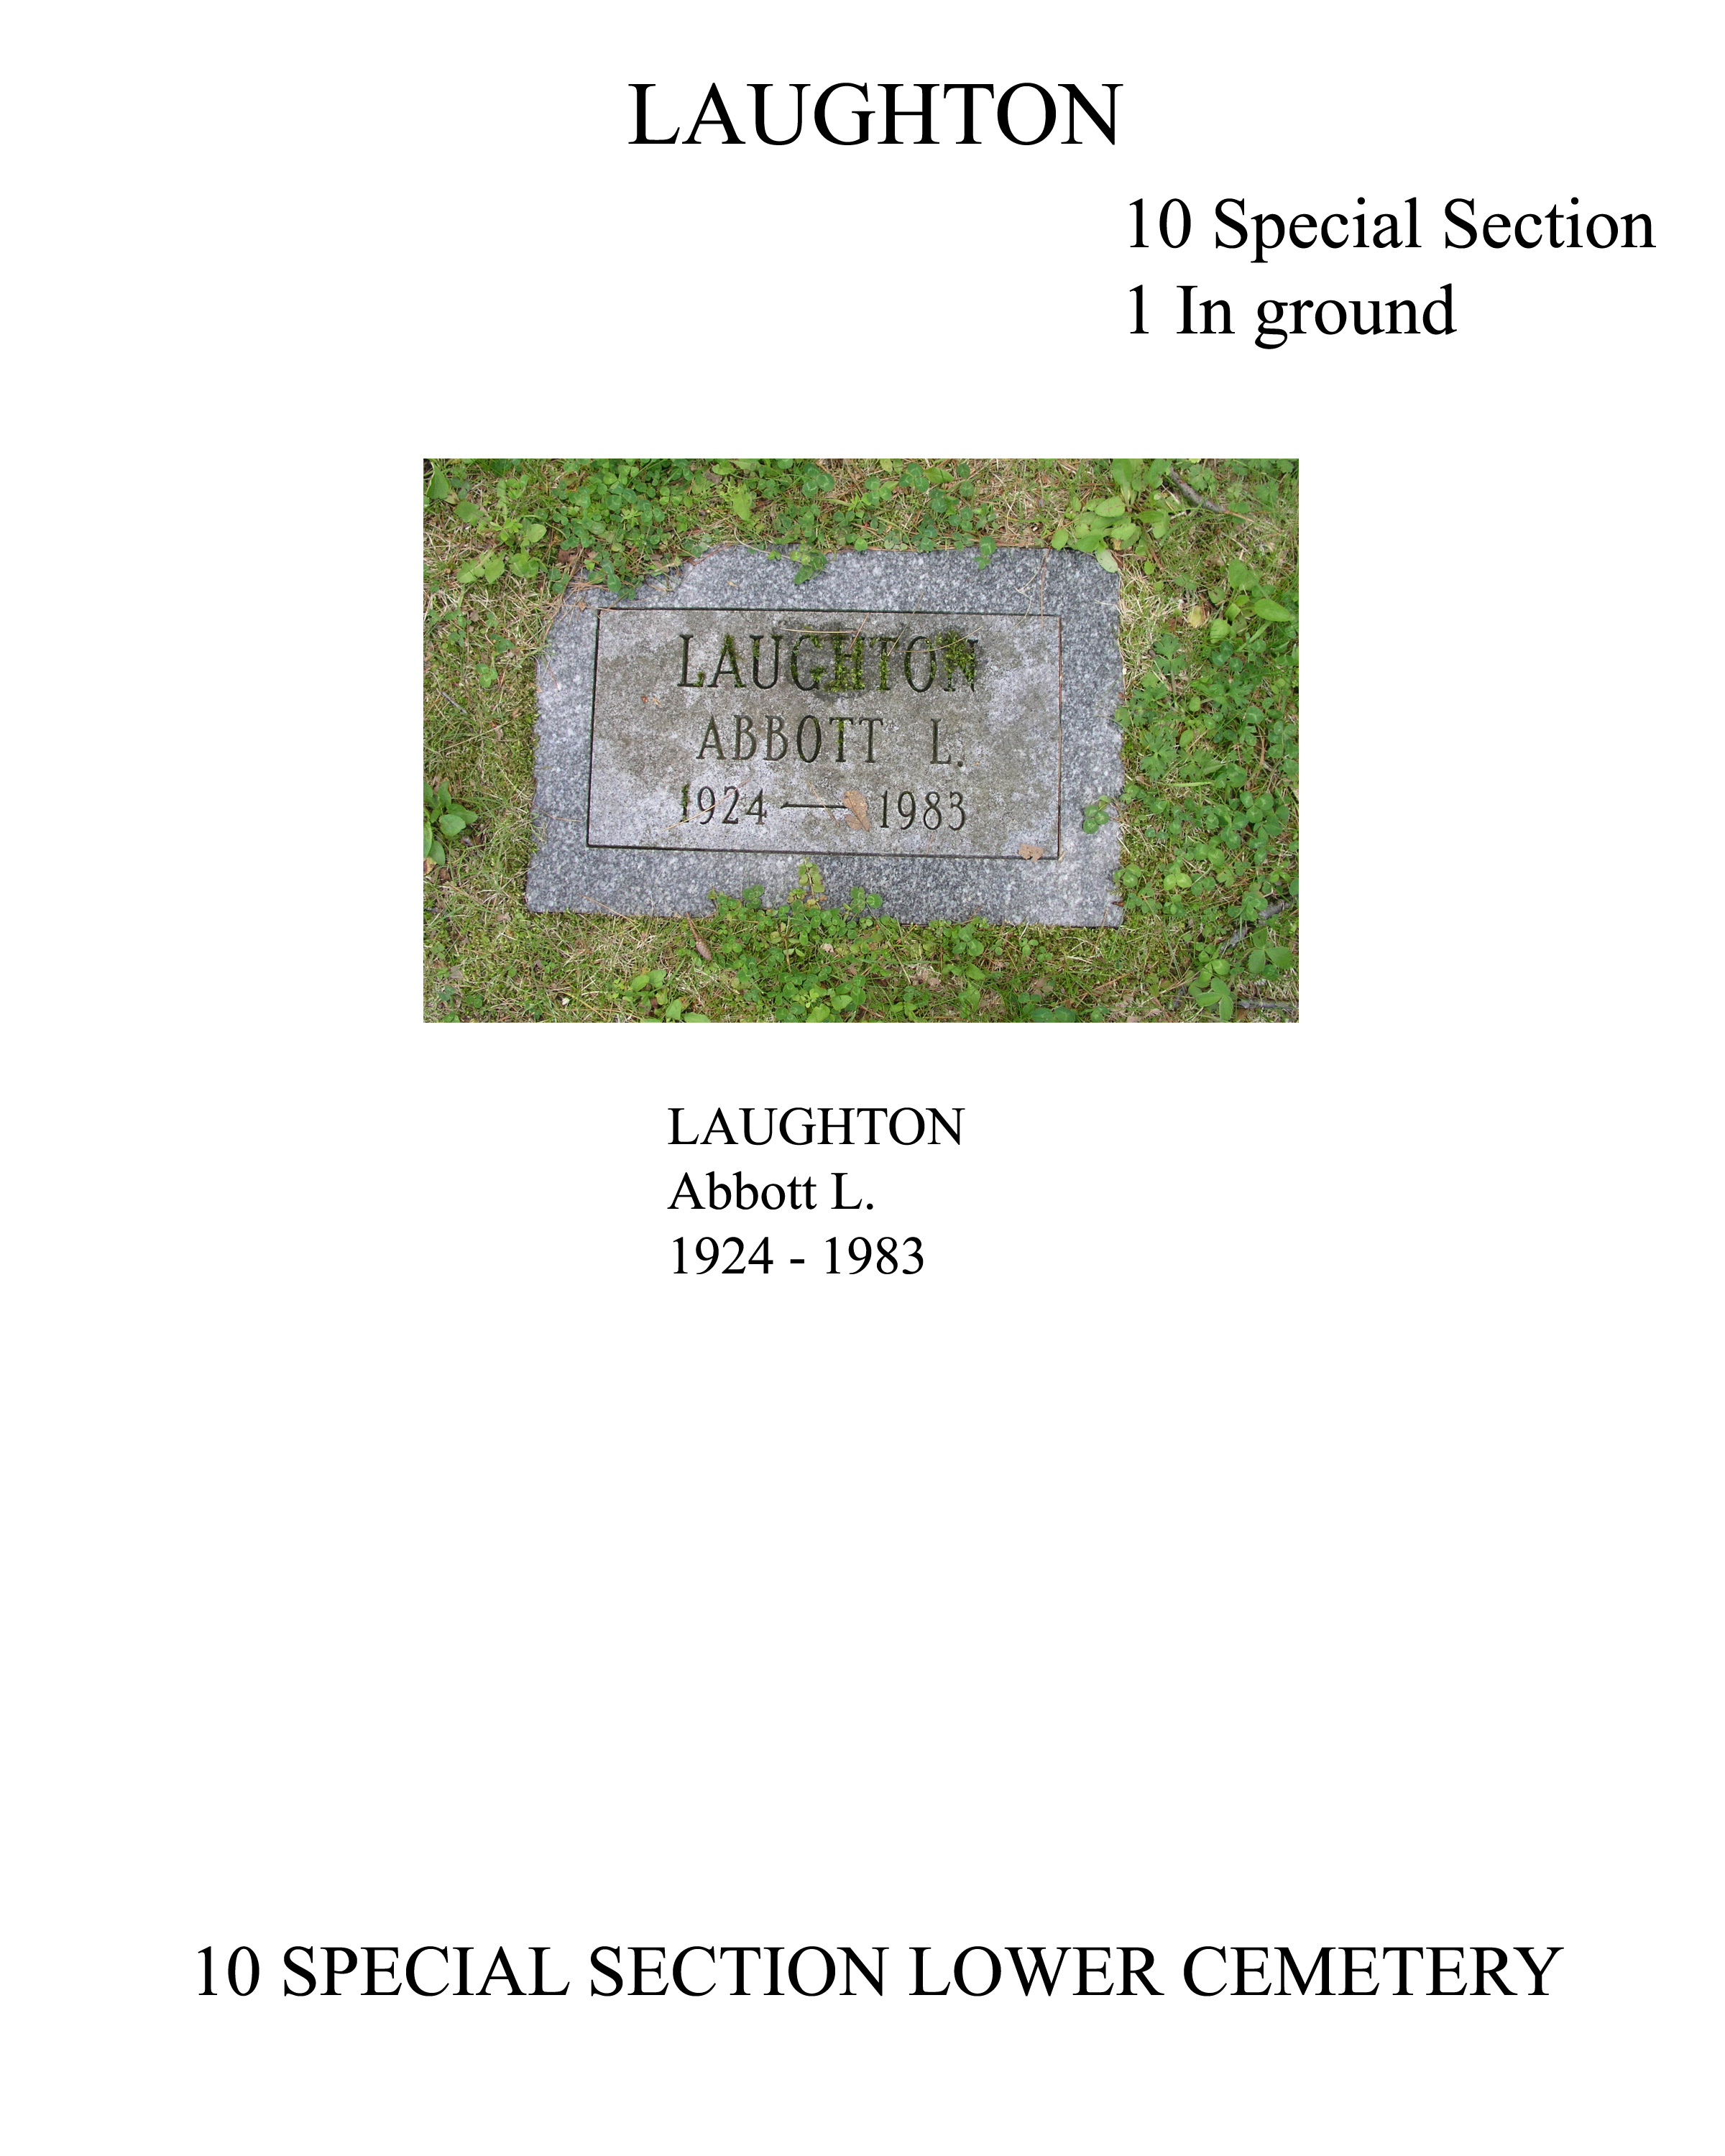 LAUGHTON
10 Special Section
1 In ground
LAUGHTON
ABBOTT L.
1924 — 1983
LAUGHTON
Abbott L.
1924 - 1983
10 SPECIAL SECTION LOWER CEMETERY